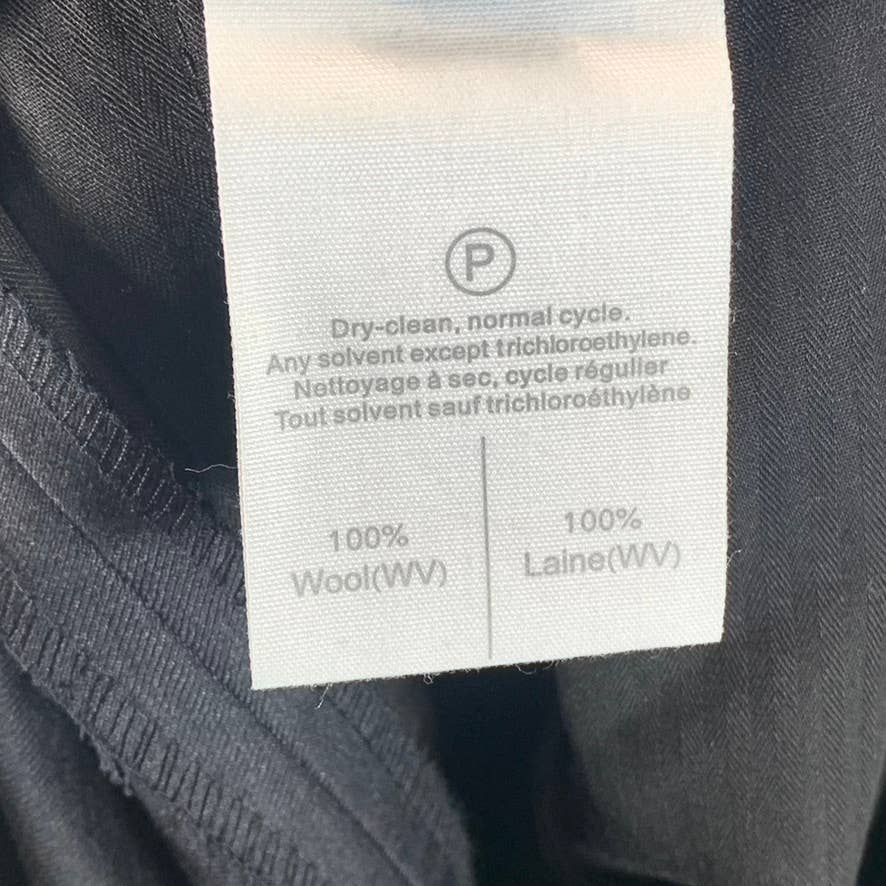 P
Dry-clean, normal cycle.
Any solvent except trichloroethylene.
Nettoyage à sec, cycle régulier
Tout solvent sauf trichloroéthylène
100%
Wool(WV)
100%
Laine(WV)